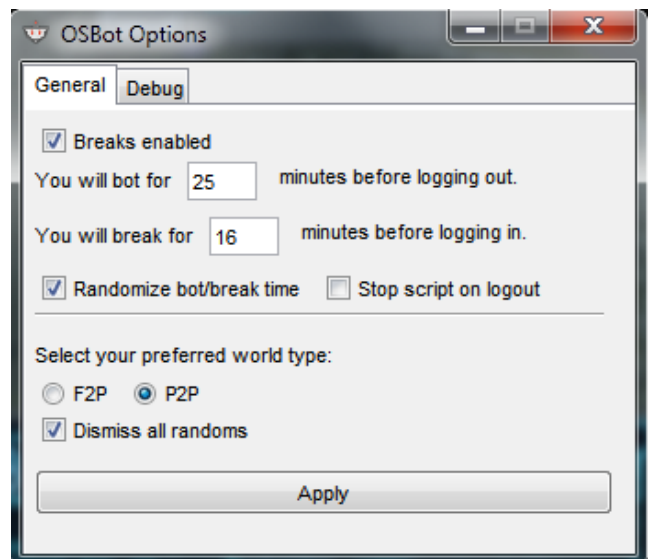 OSBot Options
General Debug
Breaks enabled
You will bot for 25 minutes before logging out.
You will break for 16 minutes before logging in.
Randomize bot/break time Stop script on logout
Select your preferred world type:
F2P P2P
Dismiss all randoms
Apply